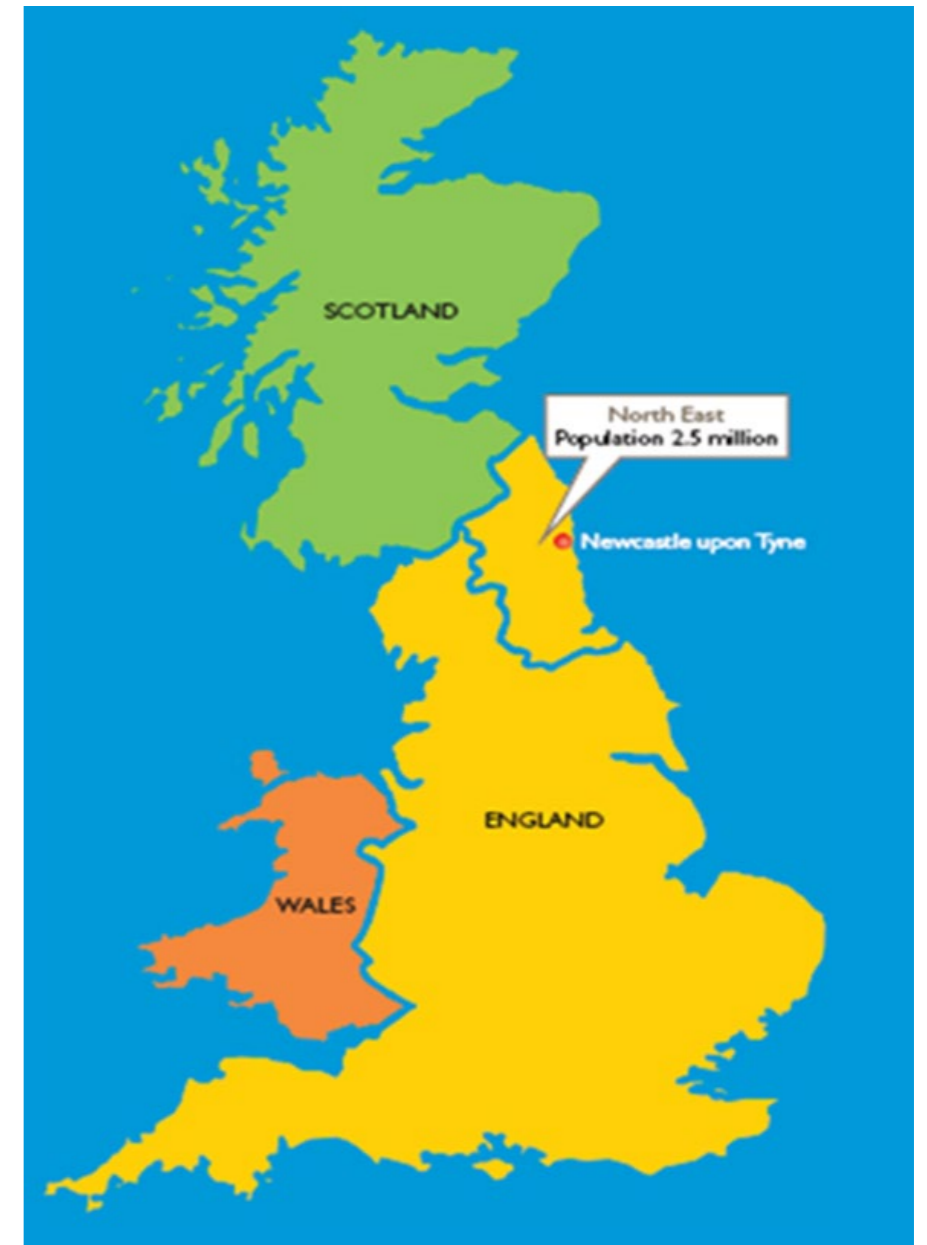 SCOTLAND
North East
Population 2.5 million
Newcastle upon Tyne
ENGLAND
WALES